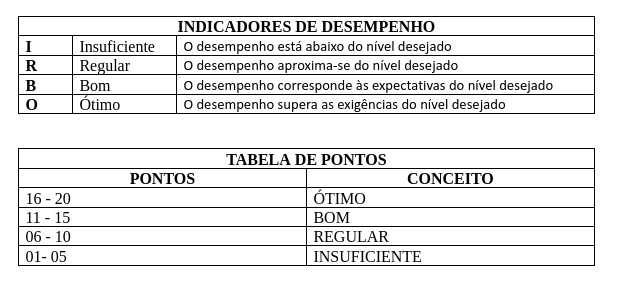 INDICADORES DE DESEMPENHO
I Insuficiente O desempenho está abaixo do nível desejado
R Regular O desempenho aproxima-se do nível desejado
B Bom O desempenho corresponde às expectativas do nível desejado
O Ótimo O desempenho supera as exigências do nível desejado
TABELA DE PONTOS
PONTOS CONCEITO
16 - 20 ÓTIMO
11 - 15 BOM
06 - 10 REGULAR
01- 05 INSUFICIENTE